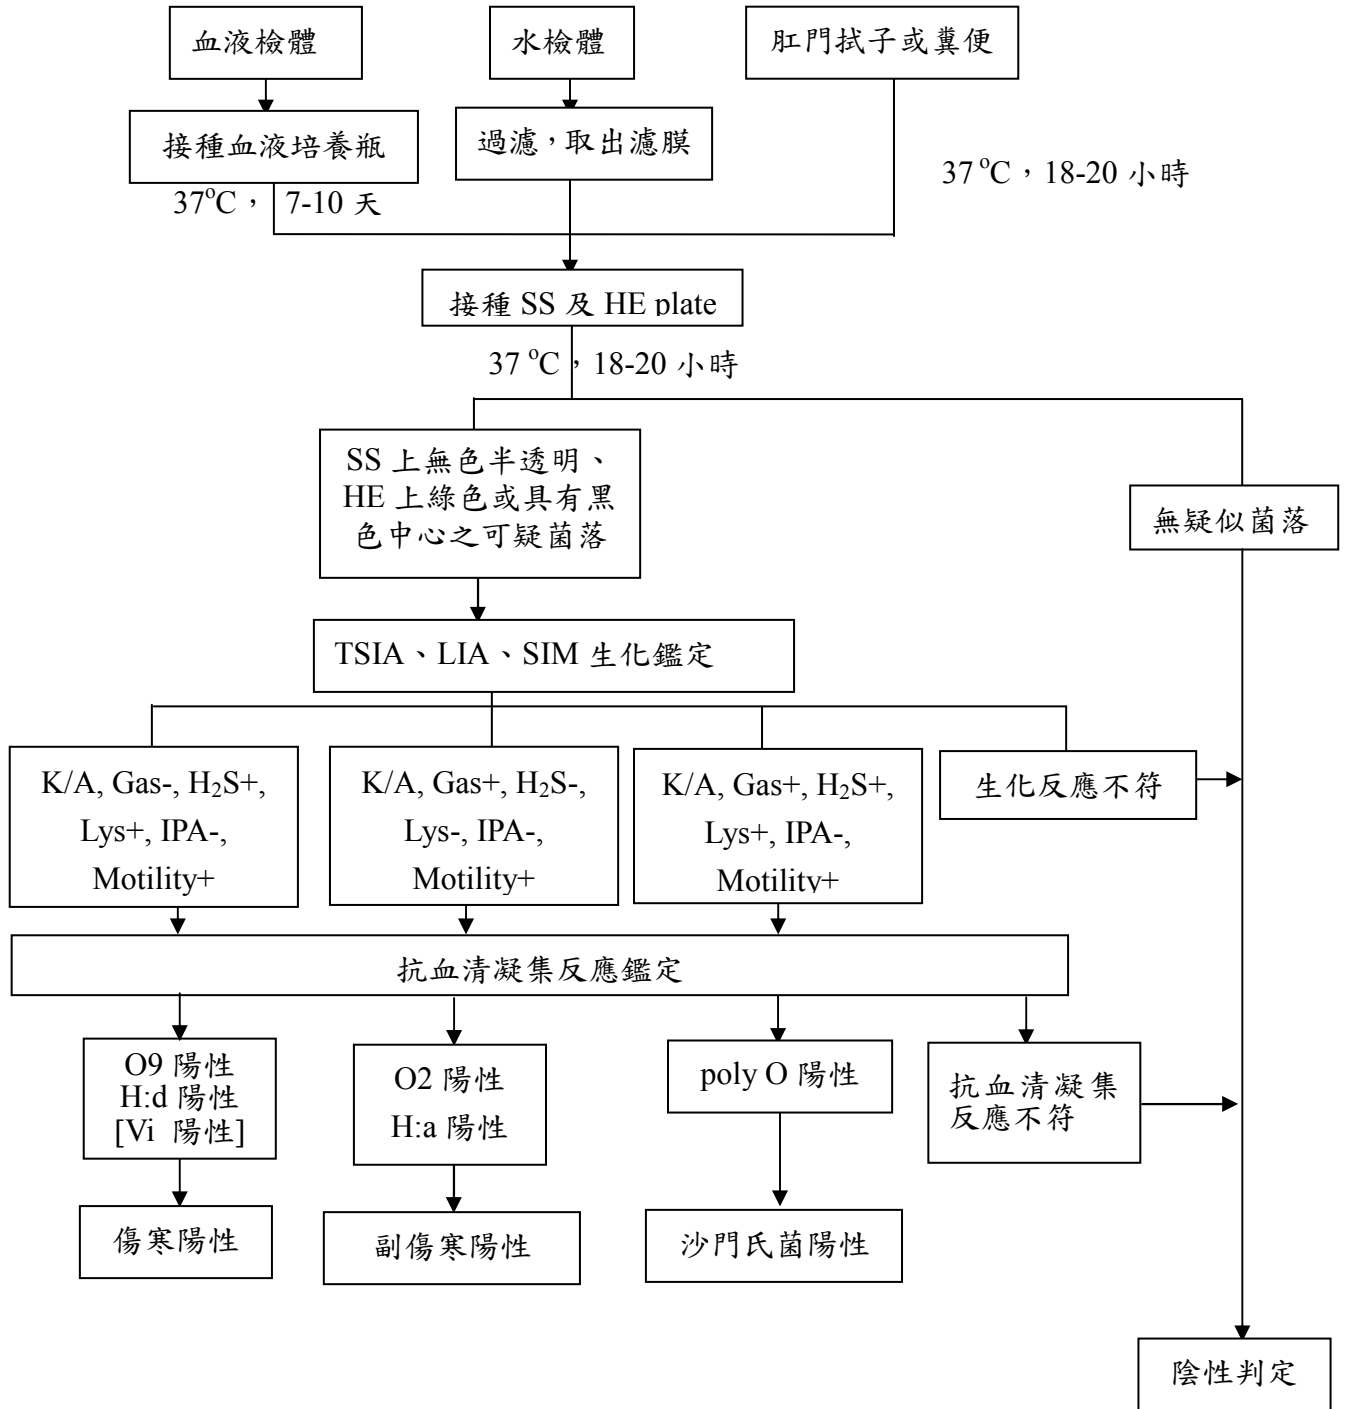 血液檢體
水檢體
肛門拭子或糞便
接種血液培養瓶
過濾，取出濾膜
37°C， 7-10 天
37 °C，18-20 小時
接種 SS 及 HE plate
37 °C，18-20 小時
SS 上無色半透明、
HE 上綠色或具有黑
色中心之可疑菌落
無疑似菌落
TSIA、LIA、SIM 生化鑑定
K/A, Gas-, H₂S+,
Lys+, IPA-,
Motility+
K/A, Gas+, H₂S-,
Lys-, IPA-,
Motility+
K/A, Gas+, H₂S+,
Lys+, IPA-,
Motility+
生化反應不符
抗血清凝集反應鑑定
O9 陽性
H:d 陽性
[Vi 陽性]
O2 陽性
H:a 陽性
poly O 陽性
抗血清凝集
反應不符
傷寒陽性
副傷寒陽性
沙門氏菌陽性
陰性判定